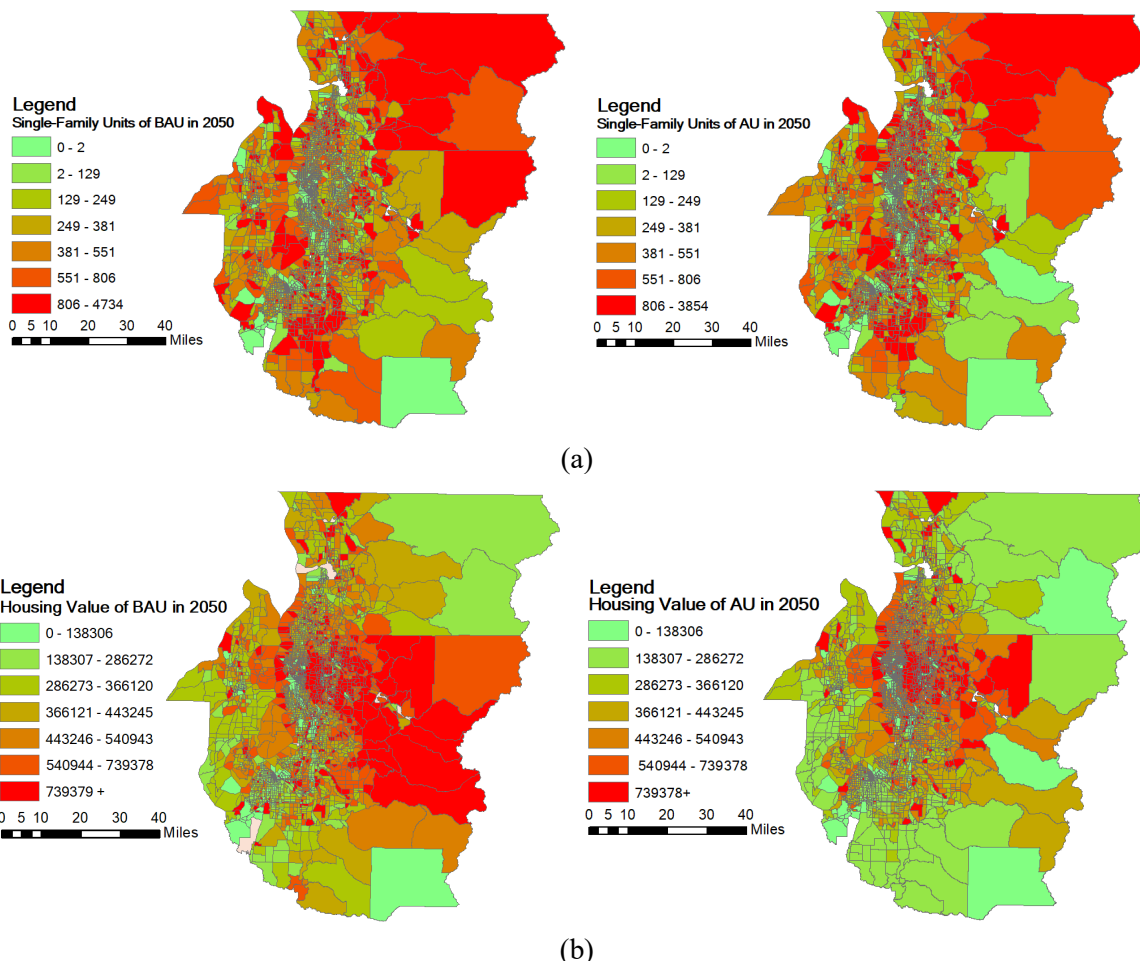 Legend
Single-Family Units of BAU in 2050
0 - 2
2 - 129
129 - 249
249 - 381
381 - 551
551 - 806
806 - 4734
0 5 10 20 30 40 Miles
Legend
Single-Family Units of AU in 2050
0 - 2
2 - 129
129 - 249
249 - 381
381 - 551
551 - 806
806 - 3854
0 5 10 20 30 40 Miles
(a)
Legend
Housing Value of BAU in 2050
0 - 138306
138307 - 286272
286273 - 366120
366121 - 443245
443246 - 540943
540944 - 739378
739379 +
0 5 10 20 30 40 Miles
Legend
Housing Value of AU in 2050
0 - 138306
138307 - 286272
286273 - 366120
366121 - 443245
443246 - 540943
540944 - 739378
739378+
0 5 10 20 30 40 Miles
(b)